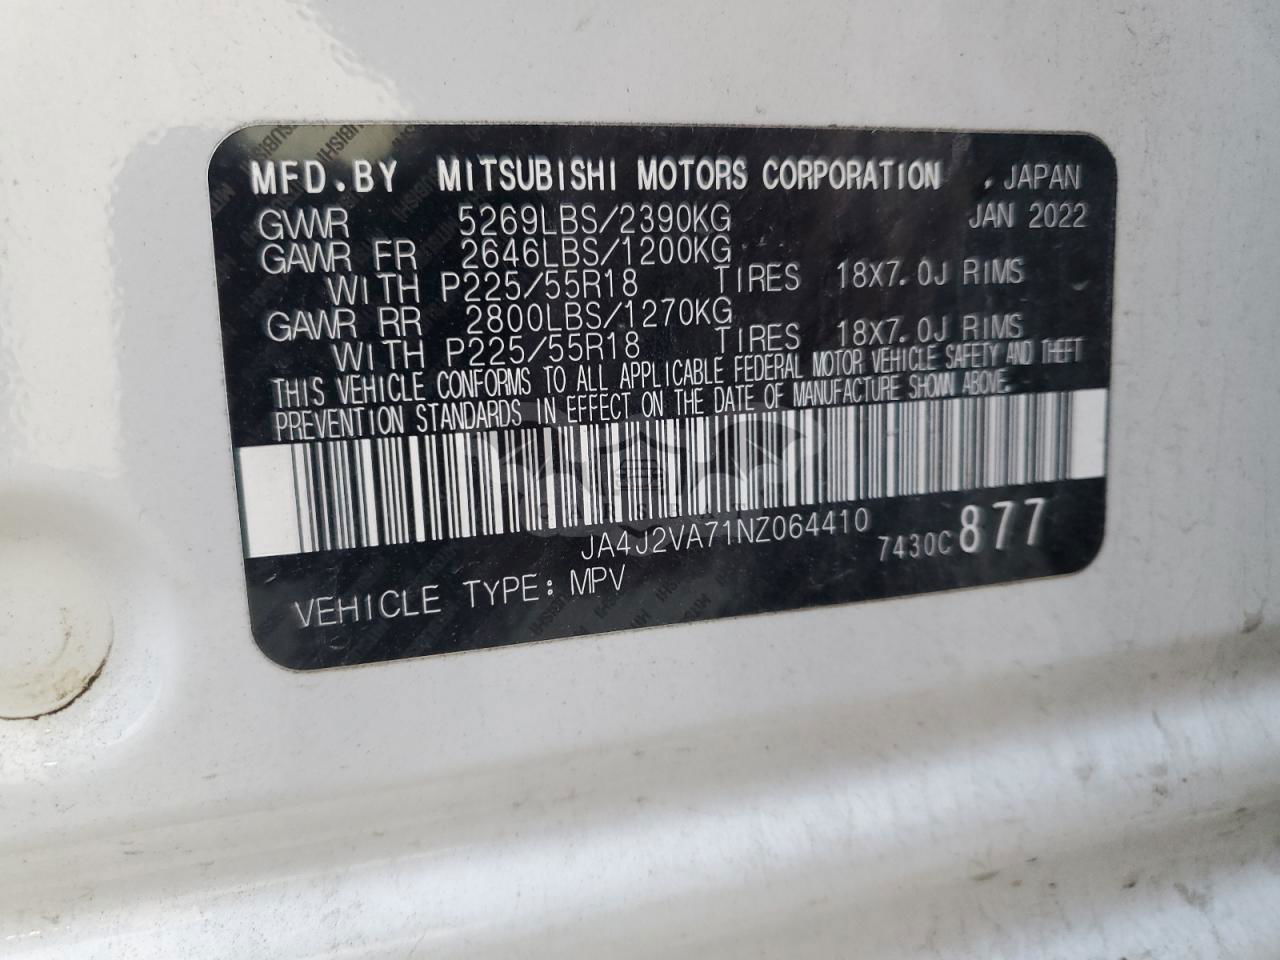 MFD.BY MITSUBISHI MOTORS CORPORATION . JAPAN
GVWR 5269LBS/2390KG JAN 2022
GAWR FR 2646LBS/1200KG
WITH P225/55R18 TIRES 18X7.0J RIMS
GAWR RR 2800LBS/1270KG
WITH P225/55R18 TIRES 18X7.0J RIMS
THIS VEHICLE CONFORMS TO ALL APPLICABLE FEDERAL MOTOR VEHICLE SAFETY AND THEFT
PREVENTION STANDARDS IN EFFECT ON THE DATE OF MANUFACTURE SHOWN ABOVE.
JA4J2VA71NZ064410 7430C877
VEHICLE TYPE: MPV